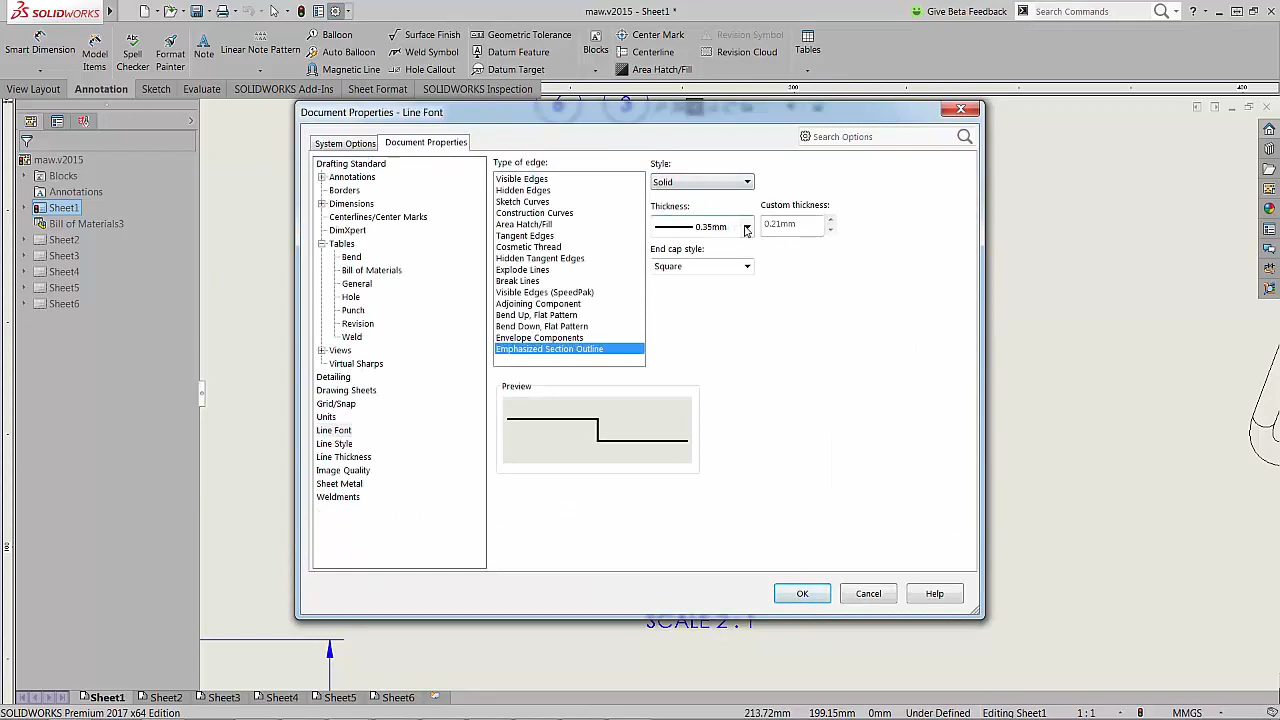 SOLIDWORKS
maw.v2015 - Sheet1 *
Give Beta Feedback
Search Commands
Smart Dimension
Model Items
Spell Checker
Format Painter
Note
Linear Note Pattern
Balloon
Auto Balloon
Magnetic Line
Surface Finish
Weld Symbol
Hole Callout
Geometric Tolerance
Datum Feature
Datum Target
Blocks
Center Mark
Centerline
Area Hatch/Fill
Revision Symbol
Revision Cloud
Tables
View Layout
Annotation
Sketch
Evaluate
SOLIDWORKS Add-Ins
Sheet Format
SOLIDWORKS Inspection
300
400
Document Properties - Line Font
System Options
Document Properties
Search Options
maw.v2015
Blocks
Annotations
Sheet1
Bill of Materials3
Sheet2
Sheet3
Sheet4
Sheet5
Sheet6
Drafting Standard
Annotations
Borders
Dimensions
Centerlines/Center Marks
DimXpert
Tables
Bend
Bill of Materials
General
Hole
Punch
Revision
Weld
Views
Virtual Sharps
Detailing
Drawing Sheets
Grid/Snap
Units
Line Font
Line Style
Line Thickness
Image Quality
Sheet Metal
Weldments
Type of edge:
Visible Edges
Hidden Edges
Sketch Curves
Construction Curves
Area Hatch/Fill
Tangent Edges
Cosmetic Thread
Hidden Tangent Edges
Explode Lines
Break Lines
Visible Edges (SpeedPak)
Adjoining Component
Bend Up, Flat Pattern
Bend Down, Flat Pattern
Envelope Components
Emphasized Section Outline
Style:
Solid
Thickness:
0.35mm
Custom thickness:
0.21mm
End cap style:
Square
Preview
OK
Cancel
Help
SCALE 2 : 1
Sheet1
Sheet2
Sheet3
Sheet4
Sheet5
Sheet6
SOLIDWORKS Premium 2017 x64 Edition
213.72mm
199.15mm
0mm
Under Defined
Editing Sheet1
1 : 1
MMGS